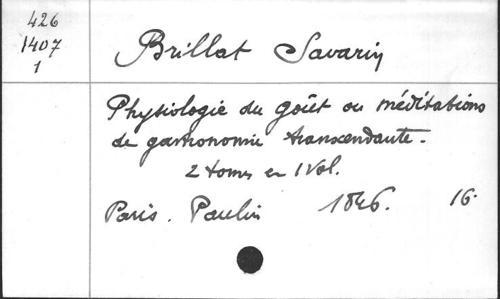 426
1407
1
Brillat Savarin
Physiologie du goût ou méditations
de gastronomie transcendante.
2 tomes en 1 Vol.
Paris. Paulin 1846. 16.